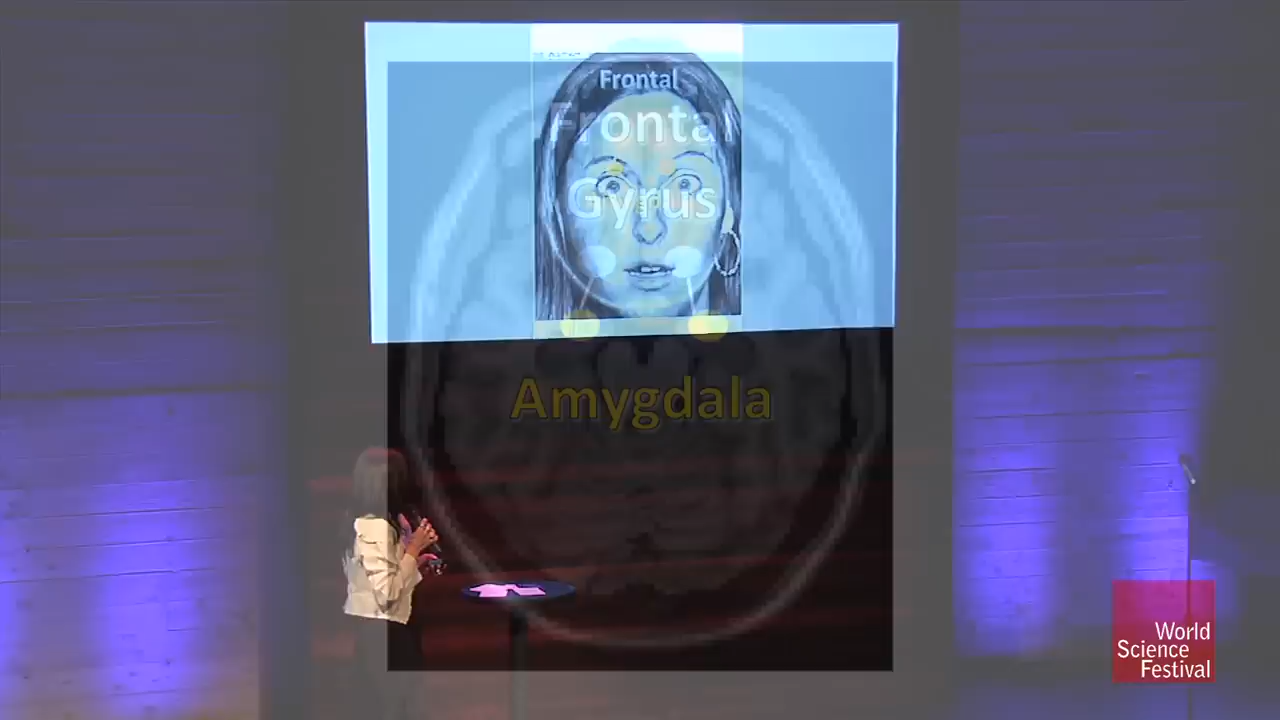 Frontal
Frontal
Gyrus
Amygdala
World
Science
Festival